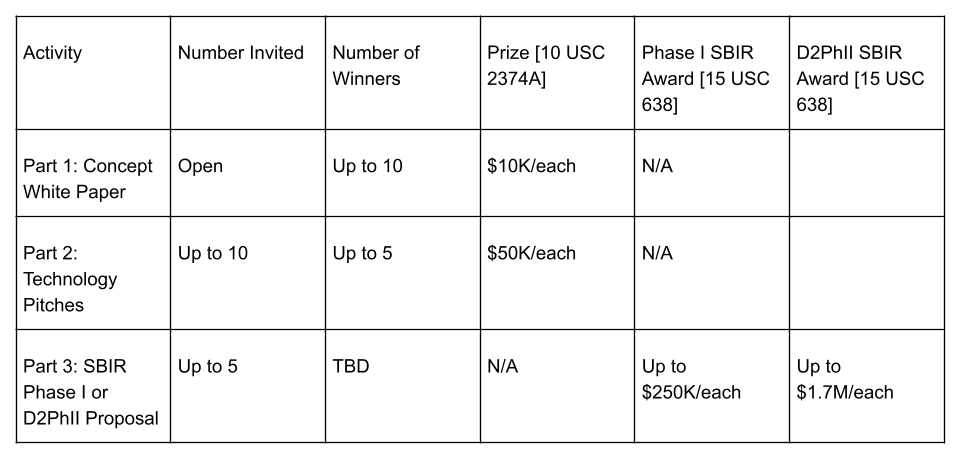 Activity
Number Invited
Number of
Winners
Prize [10 USC
2374A]
Phase I SBIR
Award [15 USC
638]
D2PhII SBIR
Award [15 USC
638]
Part 1: Concept
White Paper
Open
Up to 10
$10K/each
N/A
Part 2:
Technology
Pitches
Up to 10
Up to 5
$50K/each
N/A
Part 3: SBIR
Phase I or
D2PhII Proposal
Up to 5
TBD
N/A
Up to
$250K/each
Up to
$1.7M/each